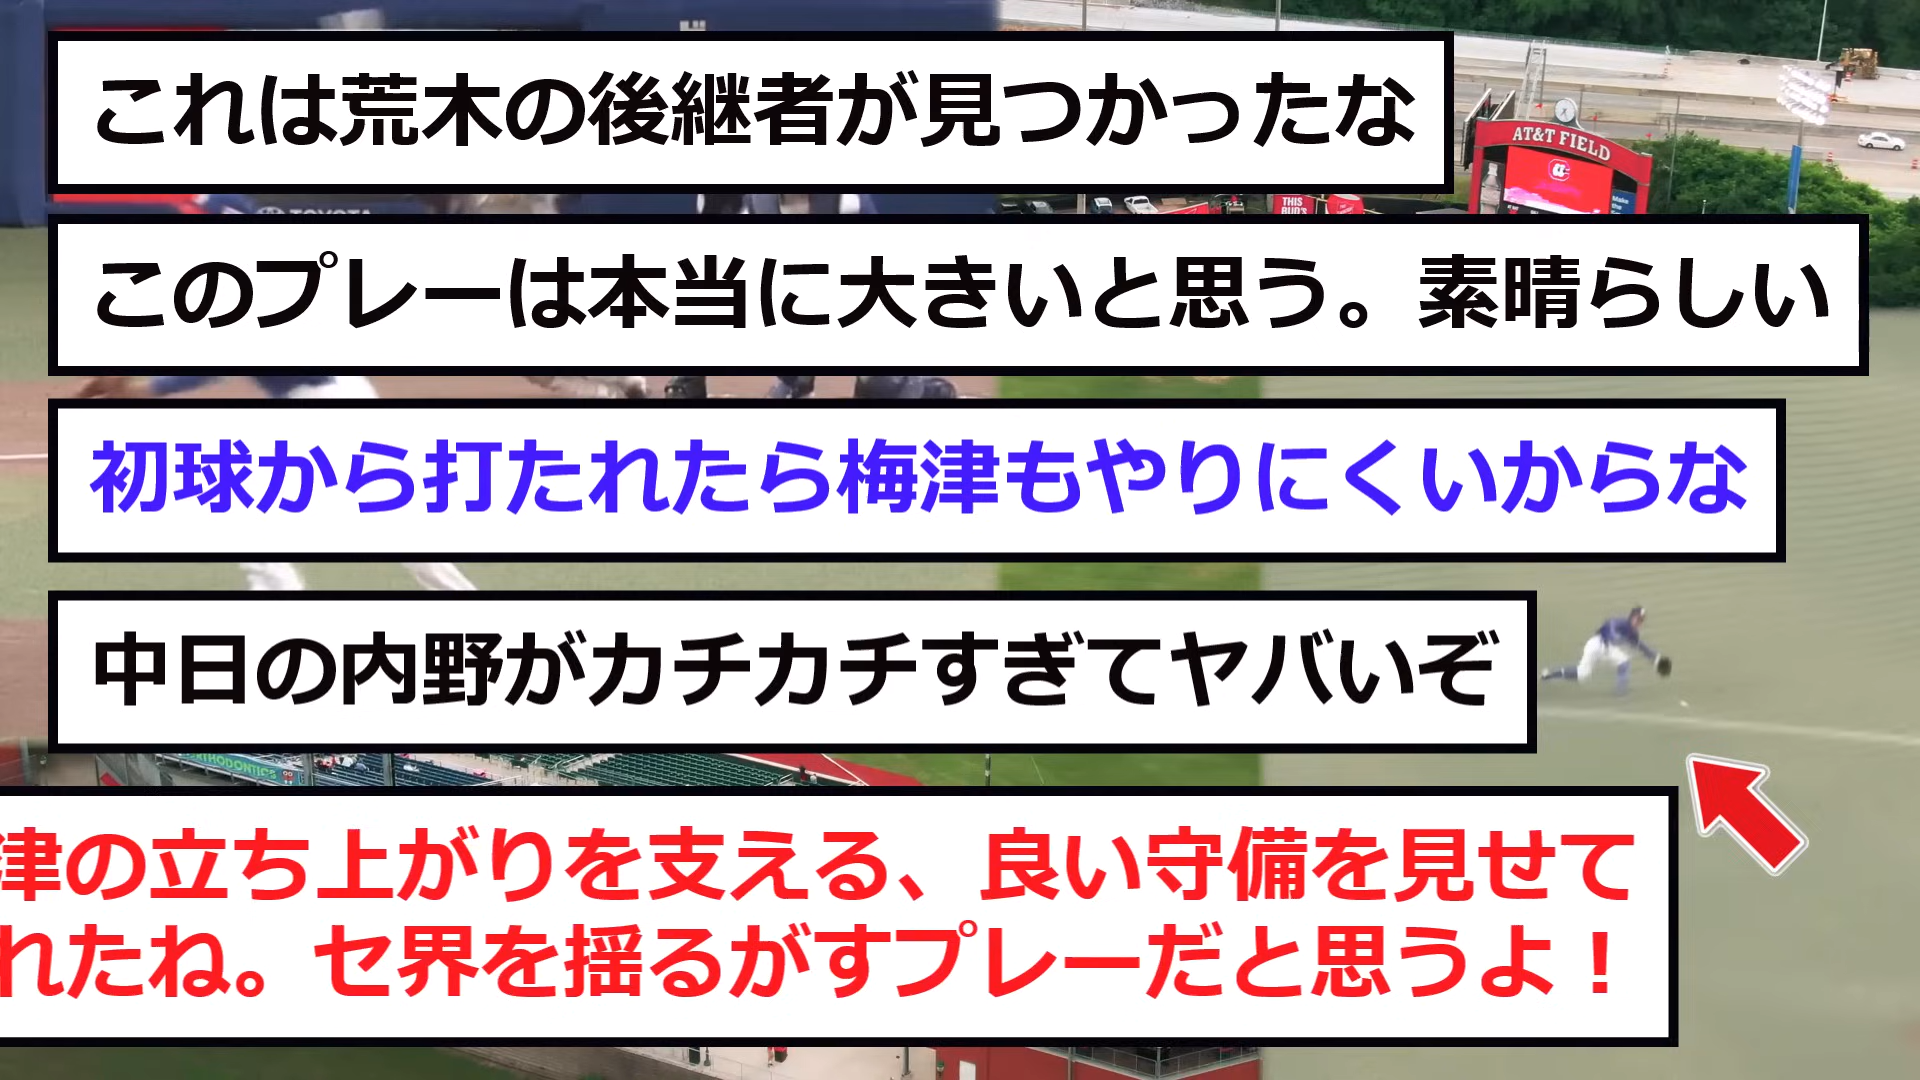 これは荒木の後継者が見つかったな
AT&T FIELD
THIS
BUD'S
TOYOTA
このプレーは本当に大きいと思う。素晴らしい
初球から打たれたら梅津もやりにくいからな
中日の内野がカチカチすぎてヤバいぞ
ORTHODONTICS
津の立ち上がりを支える、良い守備を見せて
れたね。セ界を揺るがすプレーだと思うよ！